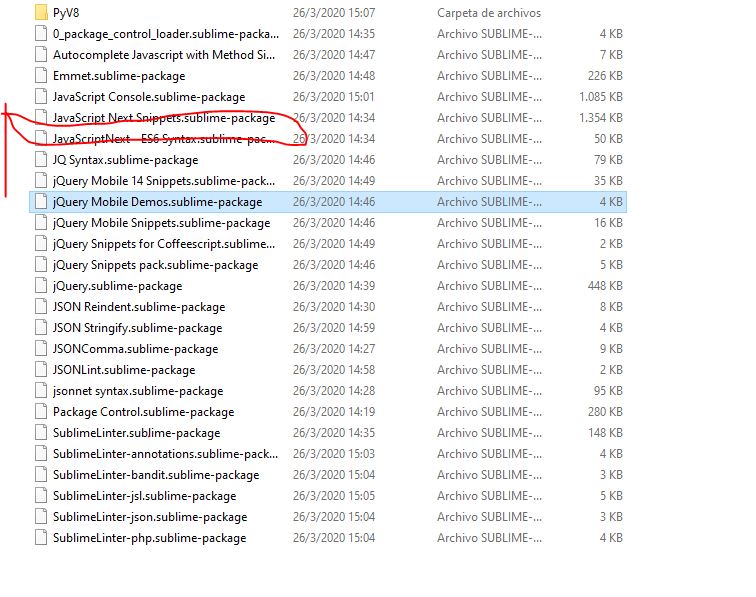 PyV8 26/3/2020 15:07 Carpeta de archivos
0_package_control_loader.sublime-packa... 26/3/2020 14:35 Archivo SUBLIME-... 4 KB
Autocomplete Javascript with Method Si... 26/3/2020 14:47 Archivo SUBLIME-... 7 KB
Emmet.sublime-package 26/3/2020 14:48 Archivo SUBLIME-... 226 KB
JavaScript Console.sublime-package 26/3/2020 15:01 Archivo SUBLIME-... 1.085 KB
JavaScript Next Snippets.sublime-package 26/3/2020 14:34 Archivo SUBLIME-... 1.354 KB
JavaScriptNext - ES6 Syntax.sublime-pac... 26/3/2020 14:34 Archivo SUBLIME-... 50 KB
JQ Syntax.sublime-package 26/3/2020 14:46 Archivo SUBLIME-... 79 KB
jQuery Mobile 14 Snippets.sublime-pack... 26/3/2020 14:49 Archivo SUBLIME-... 35 KB
jQuery Mobile Demos.sublime-package 26/3/2020 14:46 Archivo SUBLIME-... 4 KB
jQuery Mobile Snippets.sublime-package 26/3/2020 14:46 Archivo SUBLIME-... 16 KB
jQuery Snippets for Coffeescript.sublime... 26/3/2020 14:49 Archivo SUBLIME-... 2 KB
jQuery Snippets pack.sublime-package 26/3/2020 14:46 Archivo SUBLIME-... 5 KB
jQuery.sublime-package 26/3/2020 14:39 Archivo SUBLIME-... 448 KB
JSON Reindent.sublime-package 26/3/2020 14:30 Archivo SUBLIME-... 8 KB
JSON Stringify.sublime-package 26/3/2020 14:59 Archivo SUBLIME-... 4 KB
JSONComma.sublime-package 26/3/2020 14:27 Archivo SUBLIME-... 9 KB
JSONLint.sublime-package 26/3/2020 14:58 Archivo SUBLIME-... 2 KB
jsonnet syntax.sublime-package 26/3/2020 14:28 Archivo SUBLIME-... 95 KB
Package Control.sublime-package 26/3/2020 14:19 Archivo SUBLIME-... 280 KB
SublimeLinter.sublime-package 26/3/2020 14:35 Archivo SUBLIME-... 148 KB
SublimeLinter-annotations.sublime-pack... 26/3/2020 15:03 Archivo SUBLIME-... 4 KB
SublimeLinter-bandit.sublime-package 26/3/2020 15:04 Archivo SUBLIME-... 3 KB
SublimeLinter-jsl.sublime-package 26/3/2020 15:05 Archivo SUBLIME-... 5 KB
SublimeLinter-json.sublime-package 26/3/2020 15:04 Archivo SUBLIME-... 3 KB
SublimeLinter-php.sublime-package 26/3/2020 15:04 Archivo SUBLIME-... 4 KB